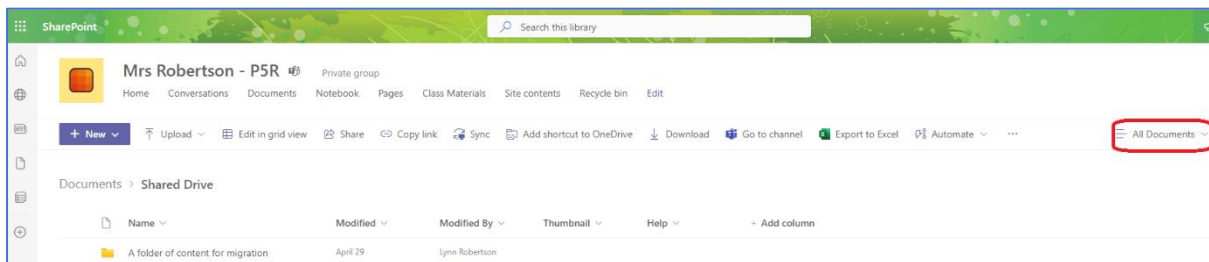 SharePoint Search this library
Mrs Robertson - P5R Private group
Home Conversations Documents Notebook Pages Class Materials Site contents Recycle bin Edit
+ New Upload Edit in grid view Share Copy link Sync Add shortcut to OneDrive Download Go to channel Export to Excel Automate ... All Documents
Documents > Shared Drive
Name Modified Modified By Thumbnail Help + Add column
A folder of content for migration April 29 Lynn Robertson